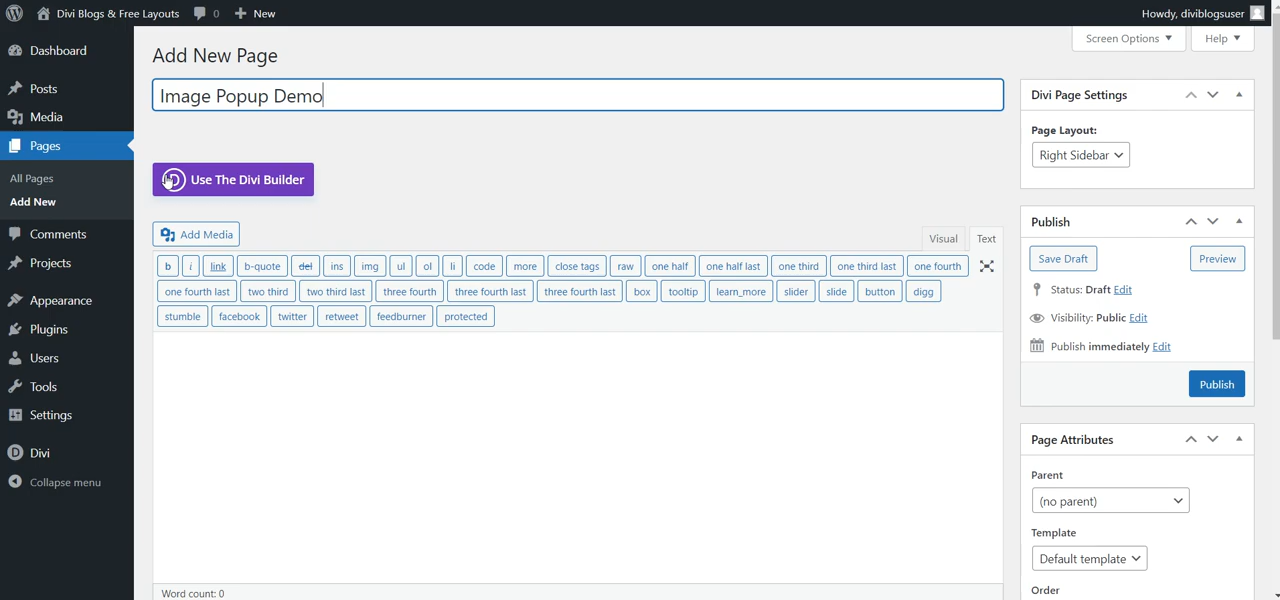 Divi Blogs & Free Layouts 0 New Howdy, diviblogsuser
Screen Options Help
Dashboard
Posts
Media
Pages
All Pages
Add New
Comments
Projects
Appearance
Plugins
Users
Tools
Settings
Divi
Collapse menu
Add New Page
Image Popup Demo
Use The Divi Builder
Add Media
Visual Text
b i link b-quote del ins img ul ol li code more close tags raw one half one half last one third one third last one fourth
one fourth last two third two third last three fourth three fourth last three fourth last box tooltip learn_more slider slide button digg
stumble facebook twitter retweet feedburner protected
Word count: 0
Divi Page Settings
Page Layout:
Right Sidebar
Publish
Save Draft Preview
Status: Draft Edit
Visibility: Public Edit
Publish immediately Edit
Publish
Page Attributes
Parent
(no parent)
Template
Default template
Order